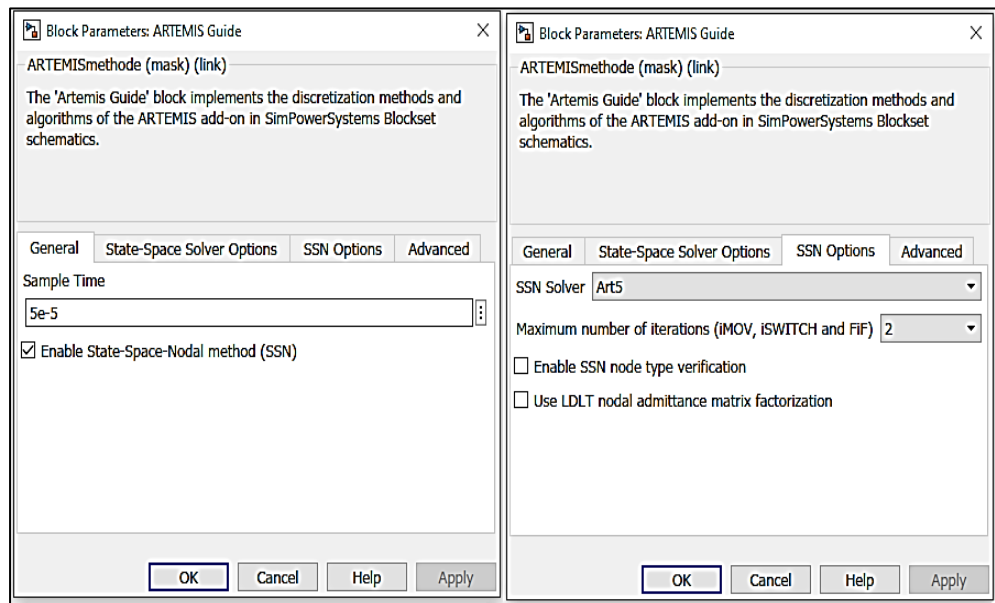 Block Parameters: ARTEMIS Guide
ARTEMISmethode (mask) (link)
The 'Artemis Guide' block implements the discretization methods and
algorithms of the ARTEMIS add-on in SimPowerSystems Blockset
schematics.
General State-Space Solver Options SSN Options Advanced
Sample Time
5e-5
Enable State-Space-Nodal method (SSN)
OK Cancel Help Apply
Block Parameters: ARTEMIS Guide
ARTEMISmethode (mask) (link)
The 'Artemis Guide' block implements the discretization methods and
algorithms of the ARTEMIS add-on in SimPowerSystems Blockset
schematics.
General State-Space Solver Options SSN Options Advanced
SSN Solver Art5
Maximum number of iterations (iMOV, iSWITCH and FiF) 2
Enable SSN node type verification
Use LDLT nodal admittance matrix factorization
OK Cancel Help Apply